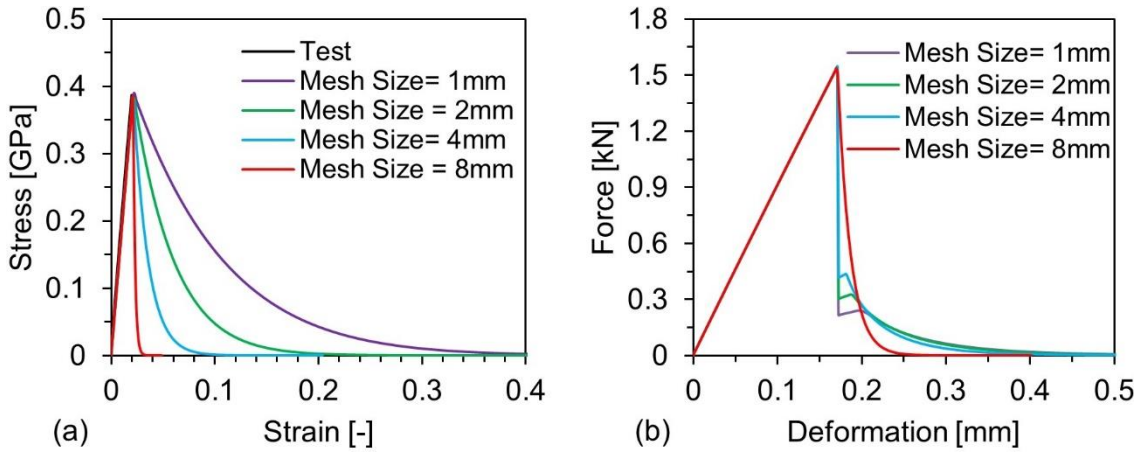 0.5
0.4
0.3
0.2
0.1
0
0
0.1
0.2
0.3
0.4
Stress [GPa]
Strain [-]
Test
Mesh Size= 1mm
Mesh Size = 2mm
Mesh Size = 4mm
Mesh Size = 8mm
(a)
1.8
1.5
1.2
0.9
0.6
0.3
0
0
0.1
0.2
0.3
0.4
0.5
Force [kN]
Deformation [mm]
Mesh Size= 1mm
Mesh Size= 2mm
Mesh Size= 4mm
Mesh Size= 8mm
(b)